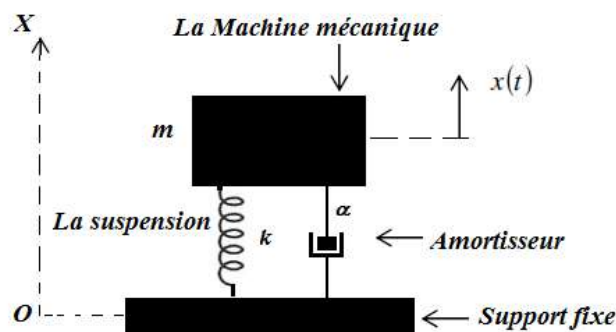 X
La Machine mécanique
x(t)
m
α
La suspension
k
Amortisseur
O
Support fixe